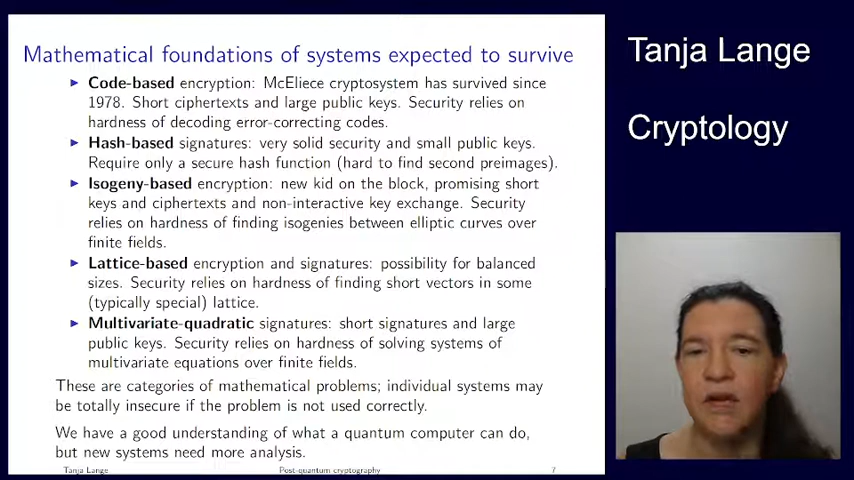 Mathematical foundations of systems expected to survive
▶ Code-based encryption: McEliece cryptosystem has survived since
1978. Short ciphertexts and large public keys. Security relies on
hardness of decoding error-correcting codes.
▶ Hash-based signatures: very solid security and small public keys.
Require only a secure hash function (hard to find second preimages).
▶ Isogeny-based encryption: new kid on the block, promising short
keys and ciphertexts and non-interactive key exchange. Security
relies on hardness of finding isogenies between elliptic curves over
finite fields.
▶ Lattice-based encryption and signatures: possibility for balanced
sizes. Security relies on hardness of finding short vectors in some
(typically special) lattice.
▶ Multivariate-quadratic signatures: short signatures and large
public keys. Security relies on hardness of solving systems of
multivariate equations over finite fields.
These are categories of mathematical problems; individual systems may
be totally insecure if the problem is not used correctly.
We have a good understanding of what a quantum computer can do,
but new systems need more analysis.
Tanja Lange Post-quantum cryptography 7
Tanja Lange
Cryptology